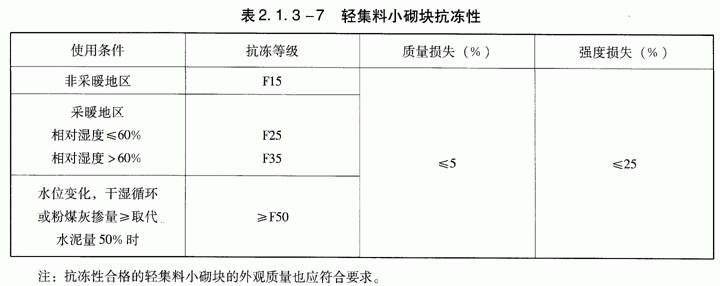 表2.1.3-7 轻集料小砌块抗冻性
使用条件 抗冻等级 质量损失(%) 强度损失(%)
非采暖地区 F15
采暖地区
相对湿度≤60% F25
相对湿度>60% F35
≤5 ≤25
水位变化,干湿循环
或粉煤灰掺量≥取代
水泥量50%时
≥F50
注:抗冻性合格的轻集料小砌块的外观质量也应符合要求。